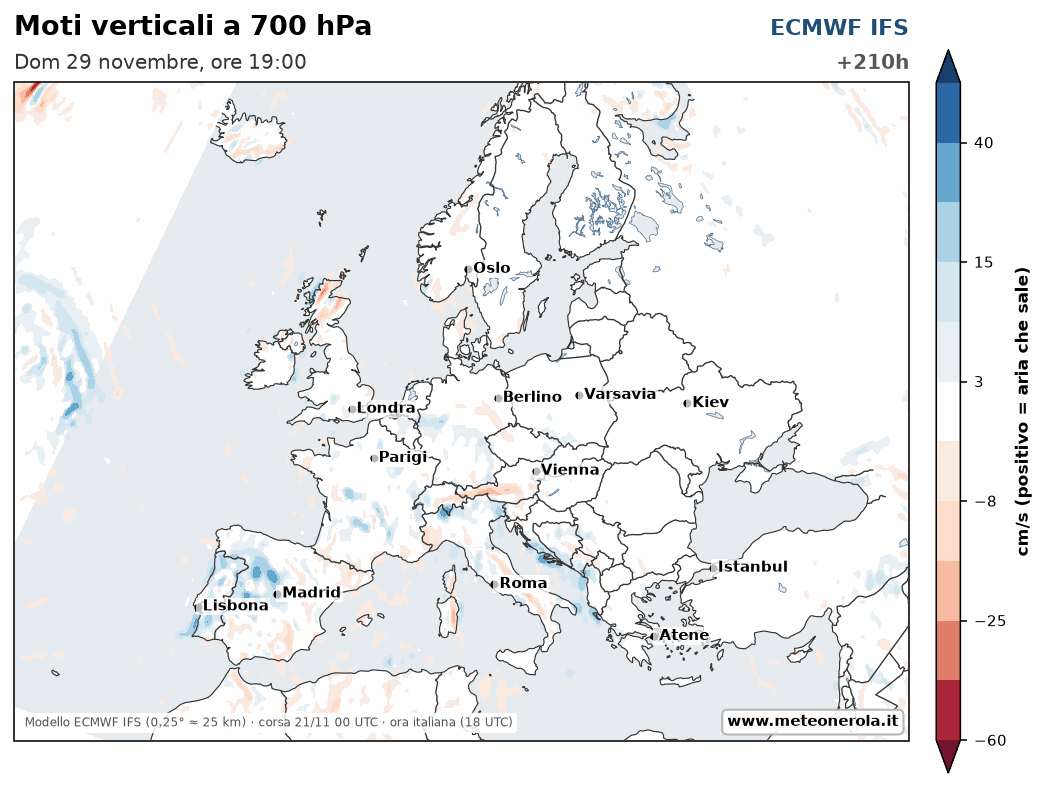 Moti verticali a 700 hPa
ECMWF IFS
Dom 29 novembre, ore 19:00
+210h
40
15
3
−8
−25
−60
cm/s (positivo = aria che sale)
Oslo
Berlino
Varsavia
Kiev
Londra
Parigi
Vienna
Istanbul
Roma
Madrid
Lisbona
Atene
Modello ECMWF IFS (0,25° ≈ 25 km) · corsa 21/11 00 UTC · ora italiana (18 UTC)
www.meteonerola.it